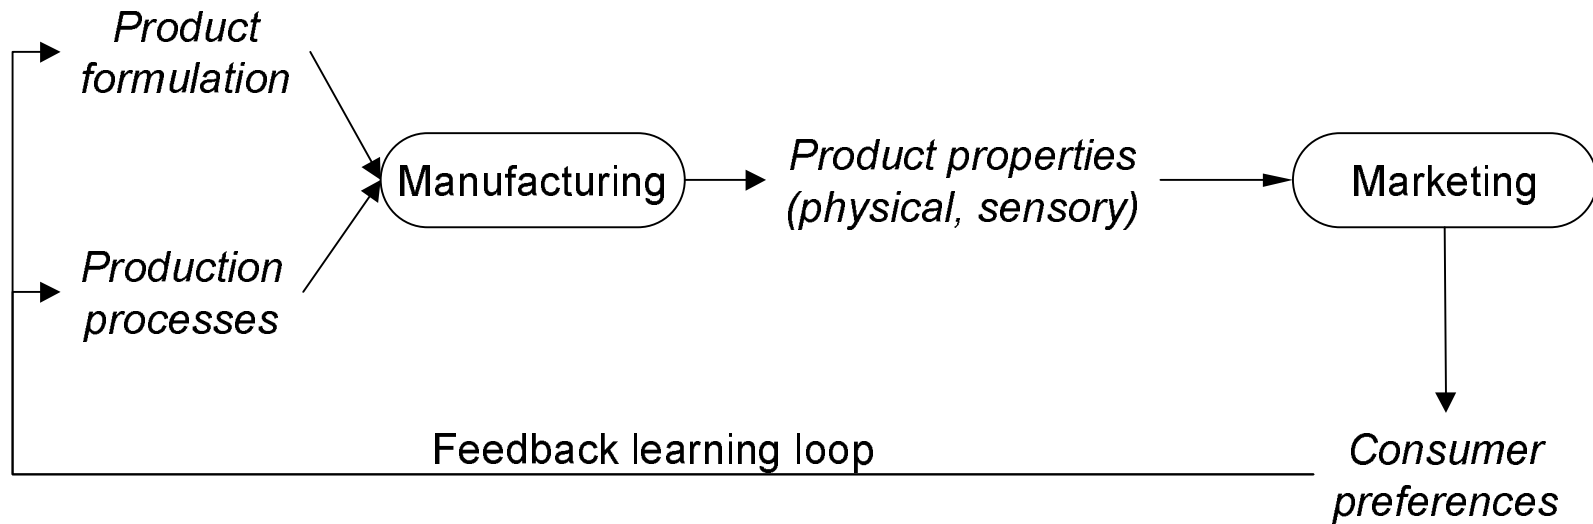 Product
formulation
Manufacturing
Product properties
(physical, sensory)
Marketing
Production
processes
Feedback learning loop
Consumer
preferences